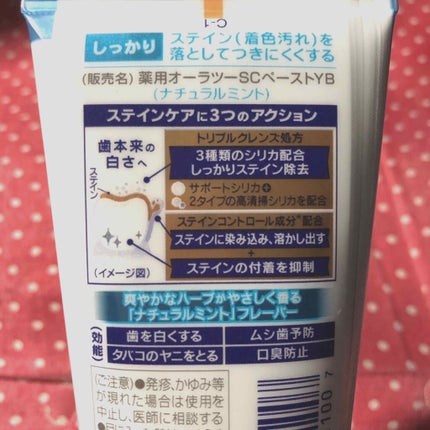 C-1
しっかり ステイン(着色汚れ)を
落としてつきにくくする
(販売名) 薬用オーラツーSCペーストYB
(ナチュラルミント)
ステインケアに3つのアクション
歯本来の
白さへ
ステイン
(イメージ図)
トリプルクレンズ処方
3種類のシリカ配合
しっかりステイン除去
サポートシリカ+
2タイプの高清掃シリカを配合
ステインコントロール成分*配合
ステインに染み込み、溶かし出す
+
ステインの付着を抑制
爽やかなハーブがやさしく香る
「ナチュラルミント」フレーバー
(効能)
歯を白くする ムシ歯予防
タバコのヤニをとる 口臭防止
(ご注意)●発疹、かゆみ等
が現れた場合は使用を
中止し、医師に相談する
1007